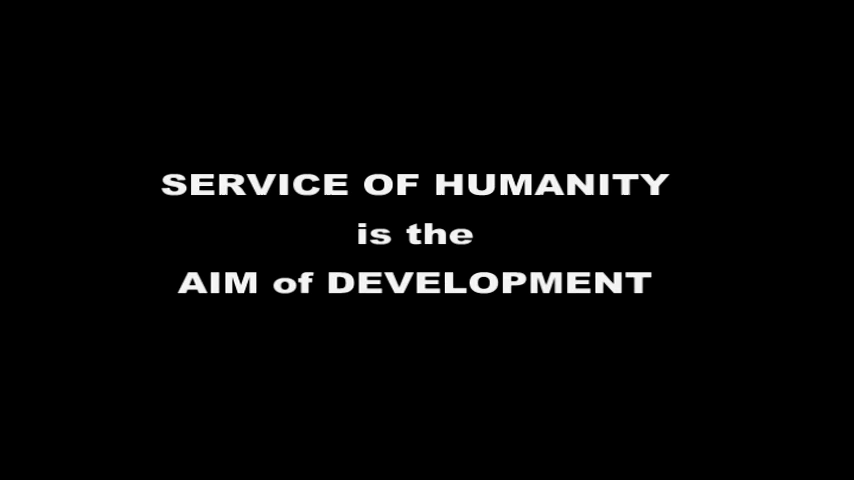 SERVICE OF HUMANITY
is the
AIM of DEVELOPMENT